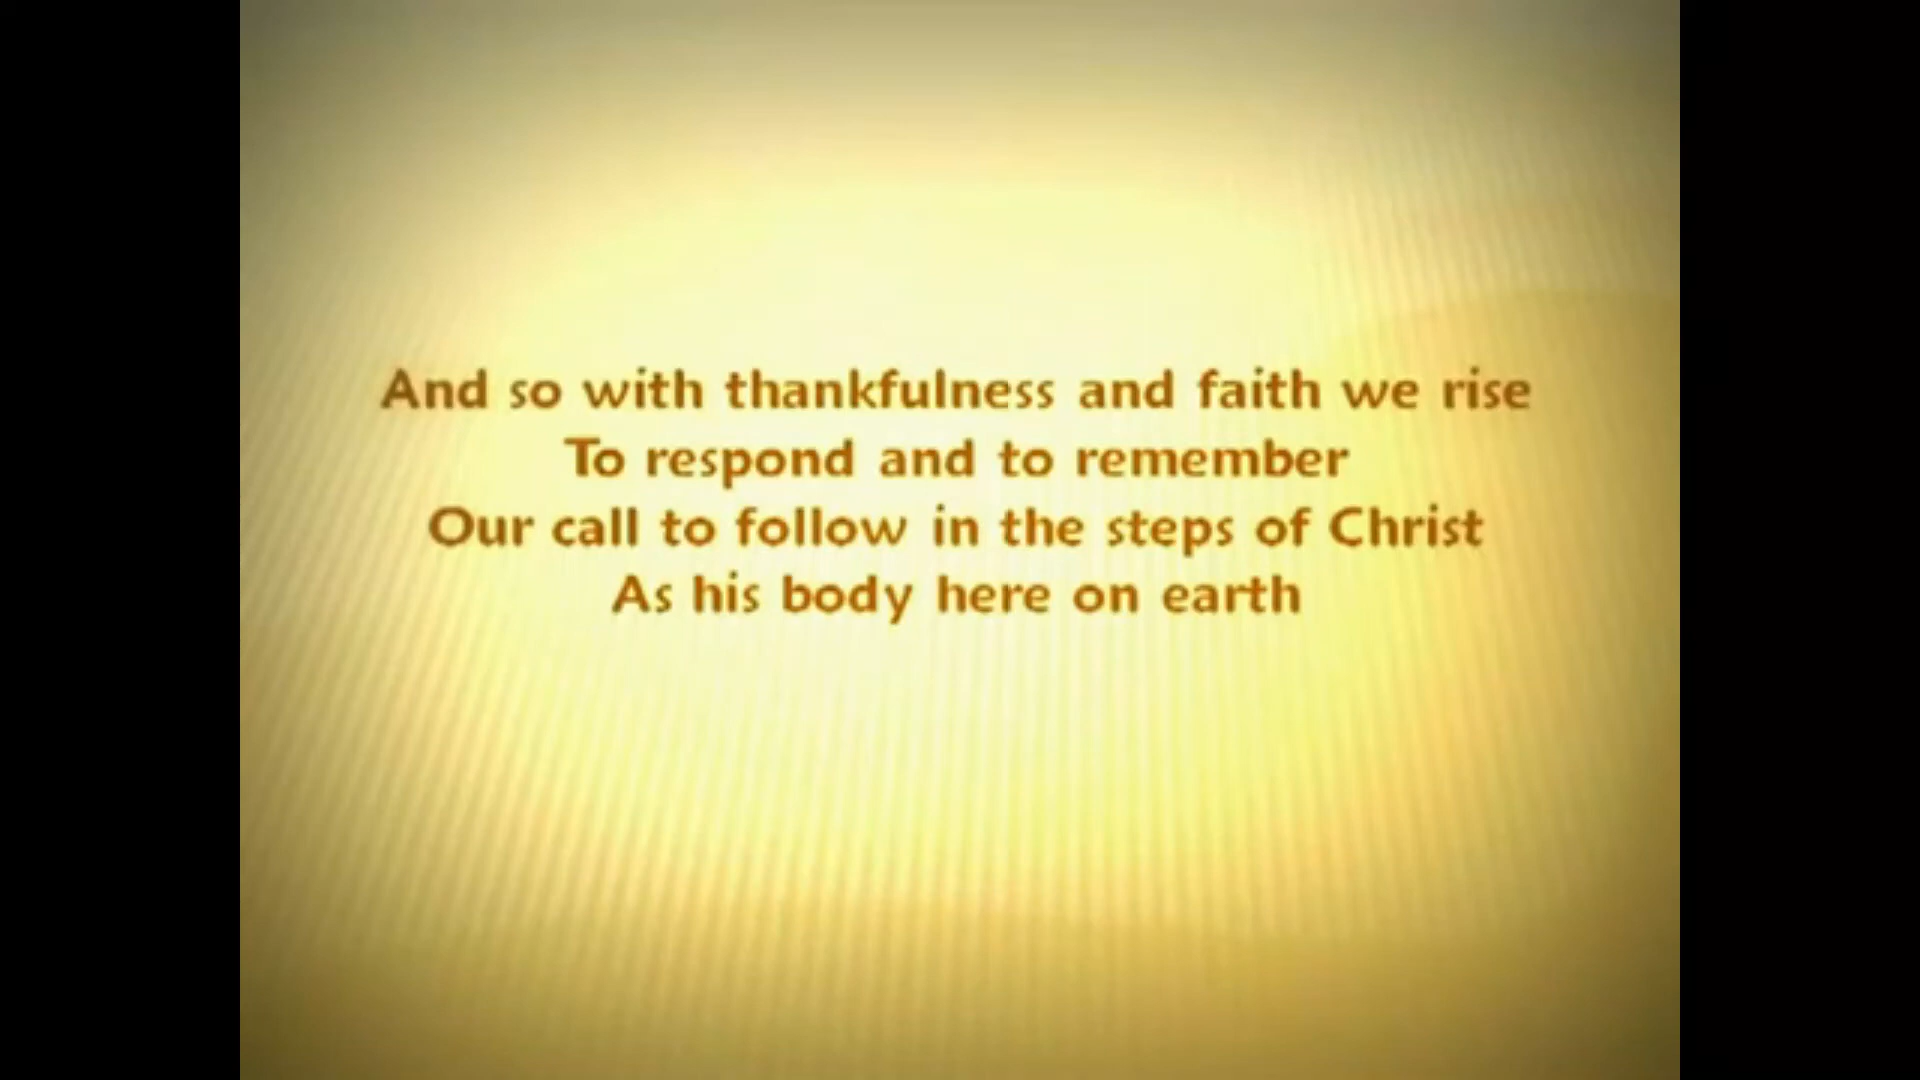 And so with thankfulness and faith we rise
To respond and to remember
Our call to follow in the steps of Christ
As his body here on earth